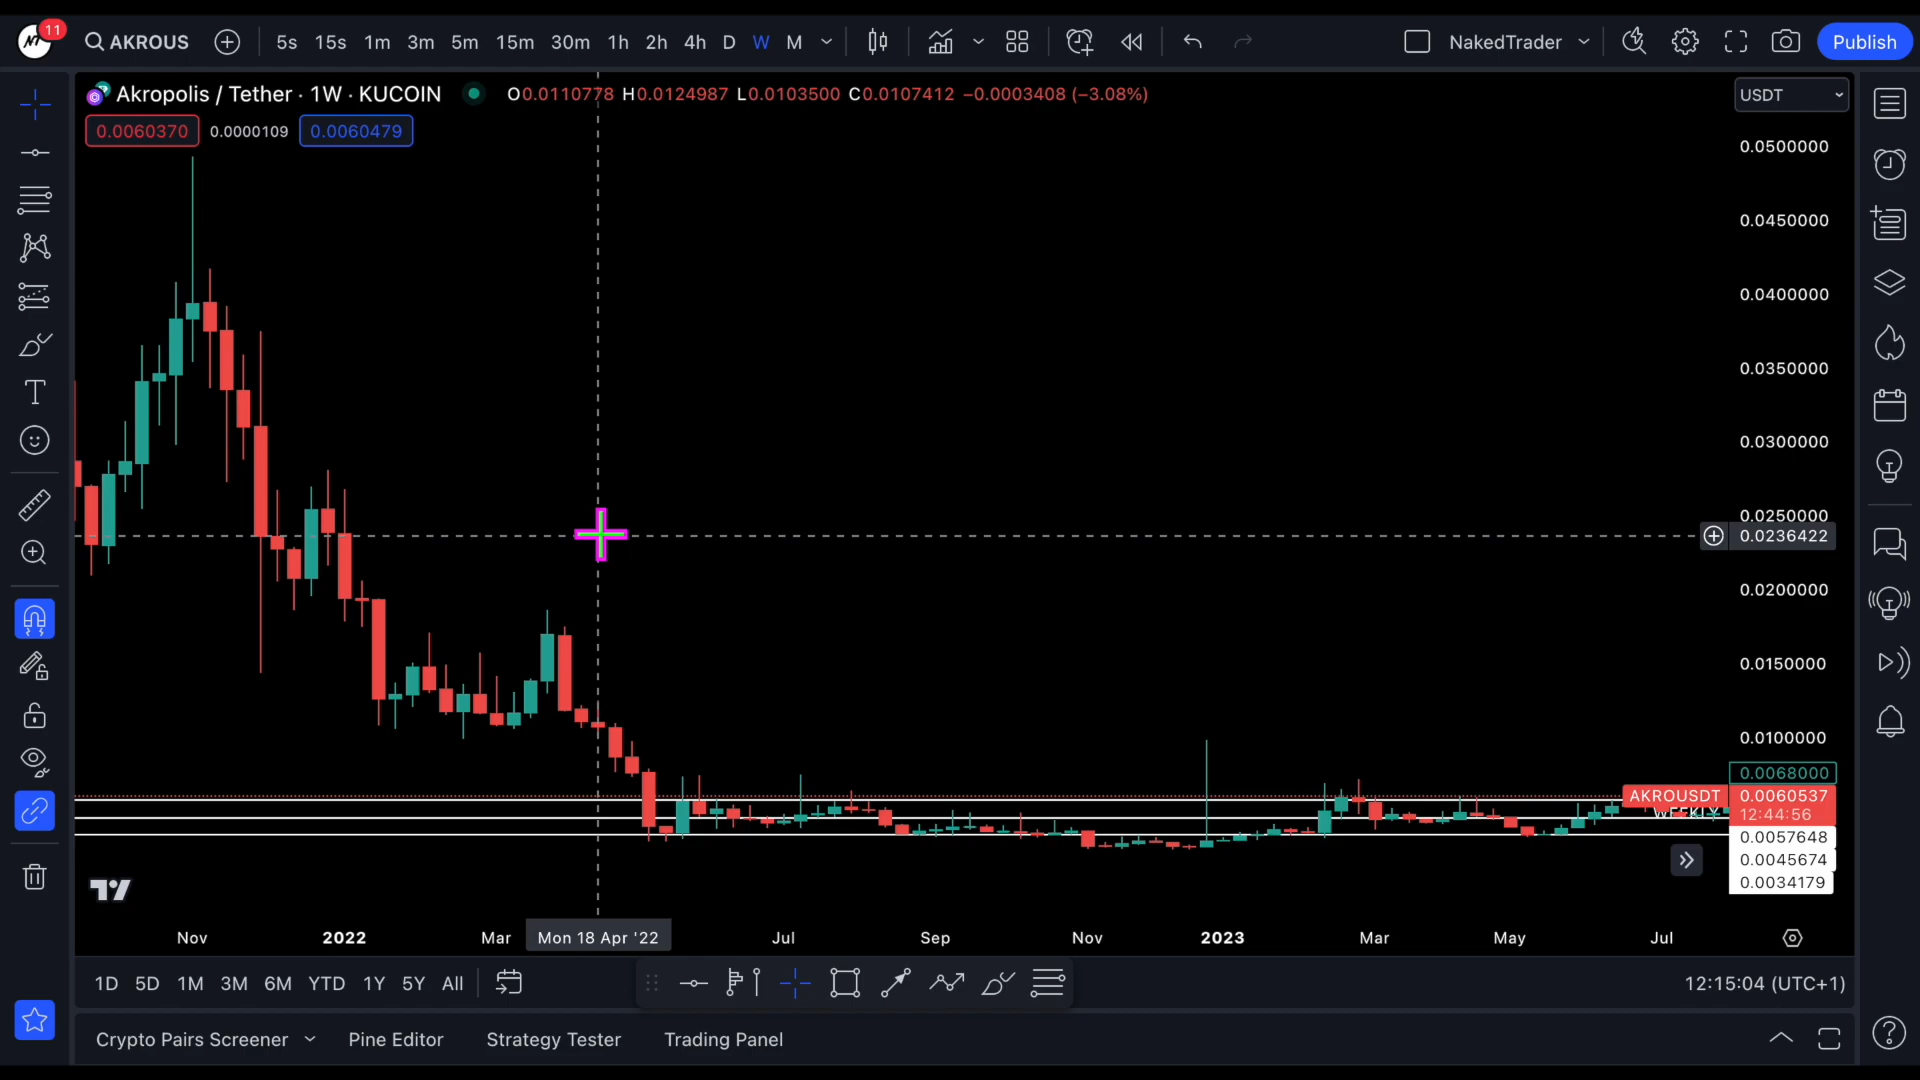 11
AKROUS
5s 15s 1m 3m 5m 15m 30m 1h 2h 4h D W M
NakedTrader
Publish
Akropolis / Tether · 1W · KUCOIN
O0.0110778 H0.0124987 L0.0103500 C0.0107412 −0.0003408 (−3.08%)
USDT
0.0060370 0.0000109 0.0060479
0.0500000
0.0450000
0.0400000
0.0350000
0.0300000
0.0250000
0.0236422
0.0200000
0.0150000
0.0100000
0.0068000
AKROUSDT 0.0060537
WEEKLY 12:44:56
0.0057648
0.0045674
0.0034179
Nov 2022 Mar Mon 18 Apr '22 Jul Sep Nov 2023 Mar May Jul
1D 5D 1M 3M 6M YTD 1Y 5Y All
12:15:04 (UTC+1)
Crypto Pairs Screener Pine Editor Strategy Tester Trading Panel